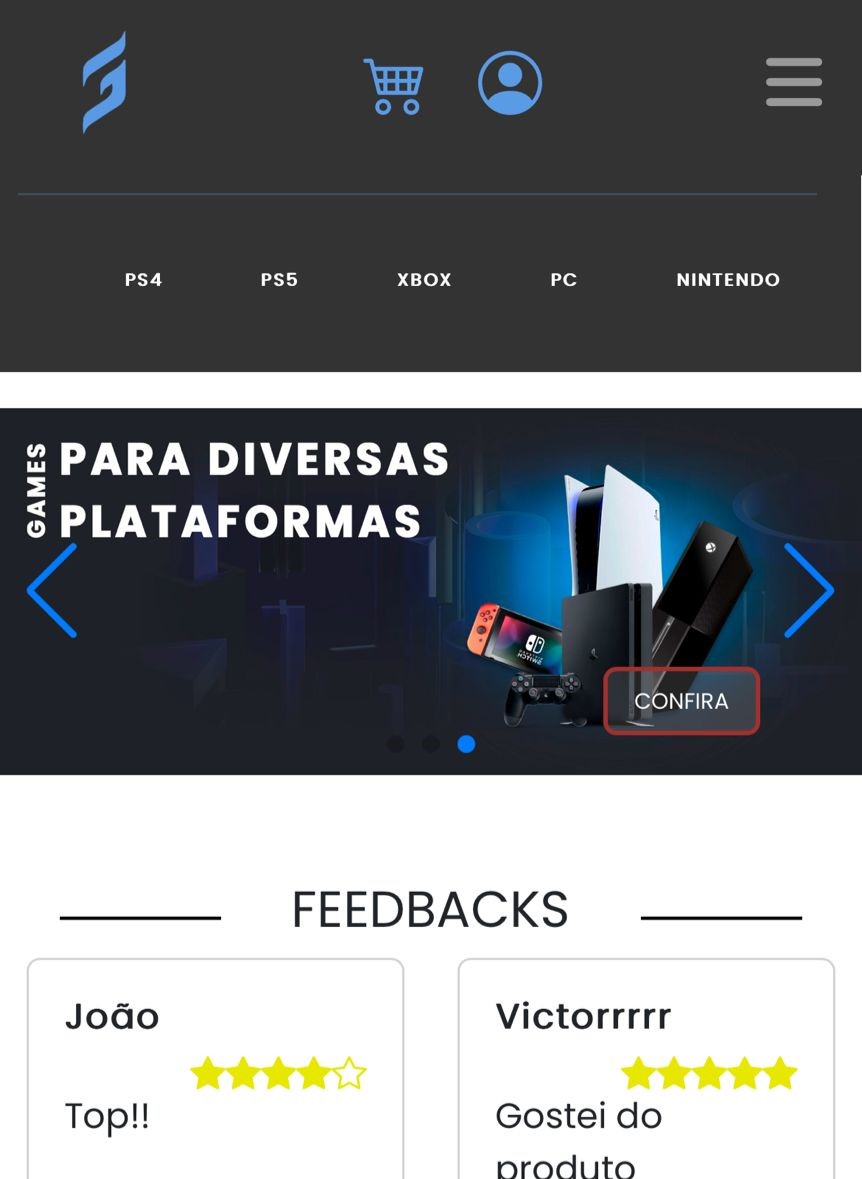 PS4 PS5 XBOX PC NINTENDO
GAMES
PARA DIVERSAS
PLATAFORMAS
CONFIRA
FEEDBACKS
João
Top!!
Victorrrrr
Gostei do
produto